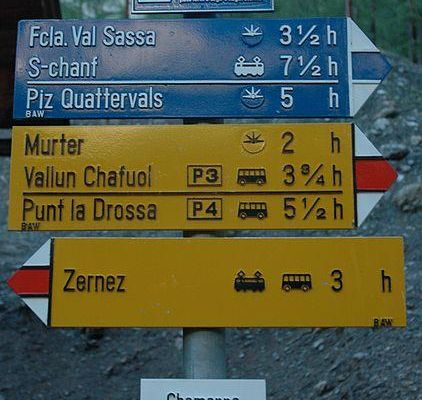 Fcla. Val Sassa 3½ h
S-chanf 7½ h
Piz Quattervals 5 h
BAW
Murter 2 h
Vallun Chafuol P3 3¾ h
Punt la Drossa P4 5½ h
BAW
Zernez 3 h
BAW